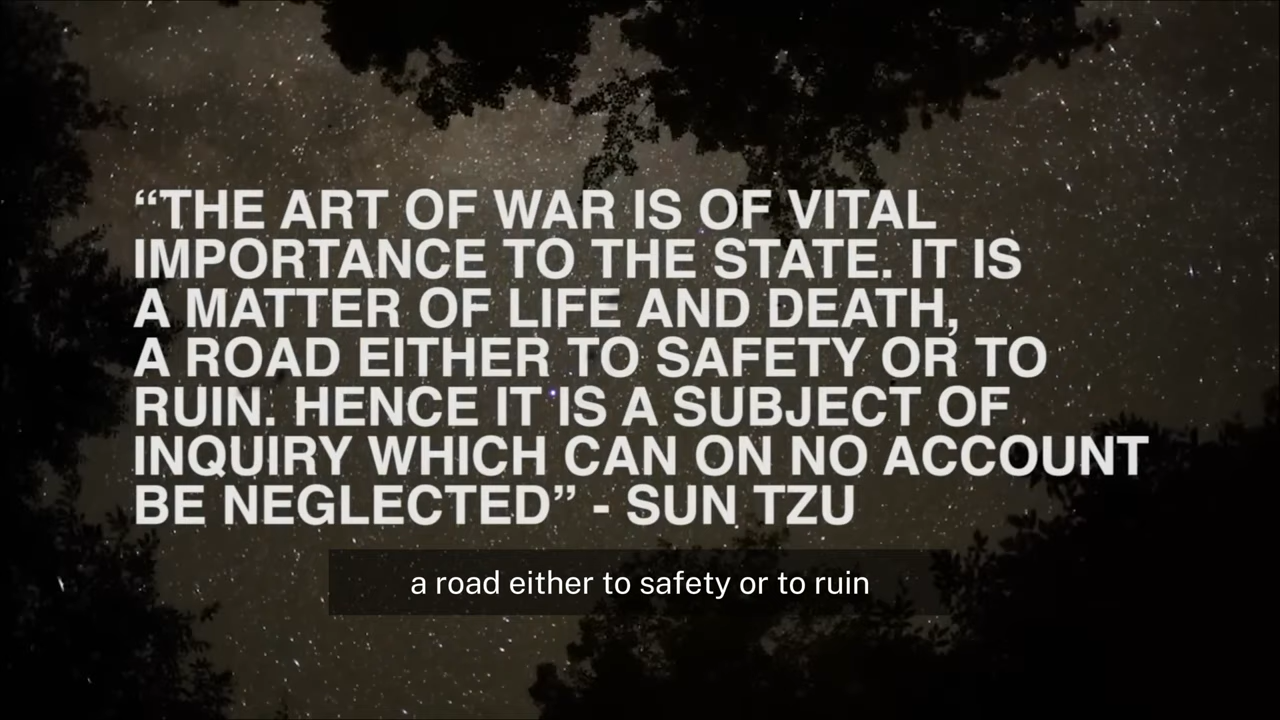 “THE ART OF WAR IS OF VITAL
IMPORTANCE TO THE STATE. IT IS
A MATTER OF LIFE AND DEATH,
A ROAD EITHER TO SAFETY OR TO
RUIN. HENCE IT IS A SUBJECT OF
INQUIRY WHICH CAN ON NO ACCOUNT
BE NEGLECTED” - SUN TZU
a road either to safety or to ruin